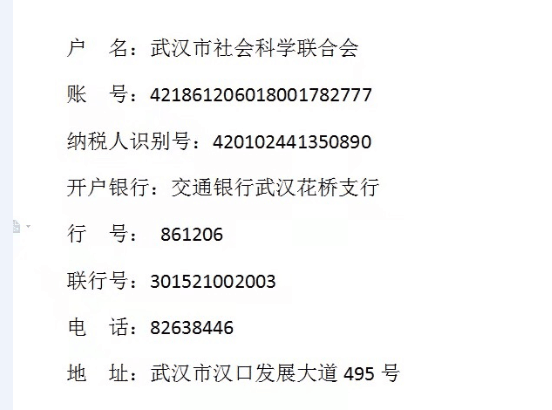 户 名：武汉市社会科学联合会
账 号：421861206018001782777
纳税人识别号：420102441350890
开户银行：交通银行武汉花桥支行
行 号： 861206
联行号：301521002003
电 话：82638446
地 址：武汉市汉口发展大道 495 号